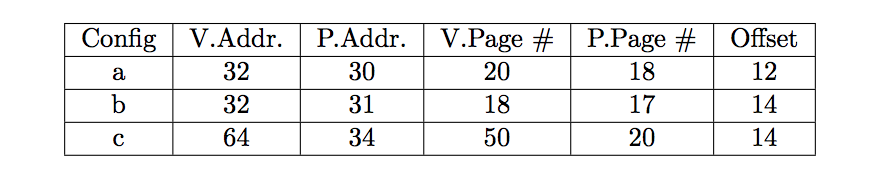 Config V.Addr. P.Addr. V.Page # P.Page # Offset
a 32 30 20 18 12
b 32 31 18 17 14
c 64 34 50 20 14